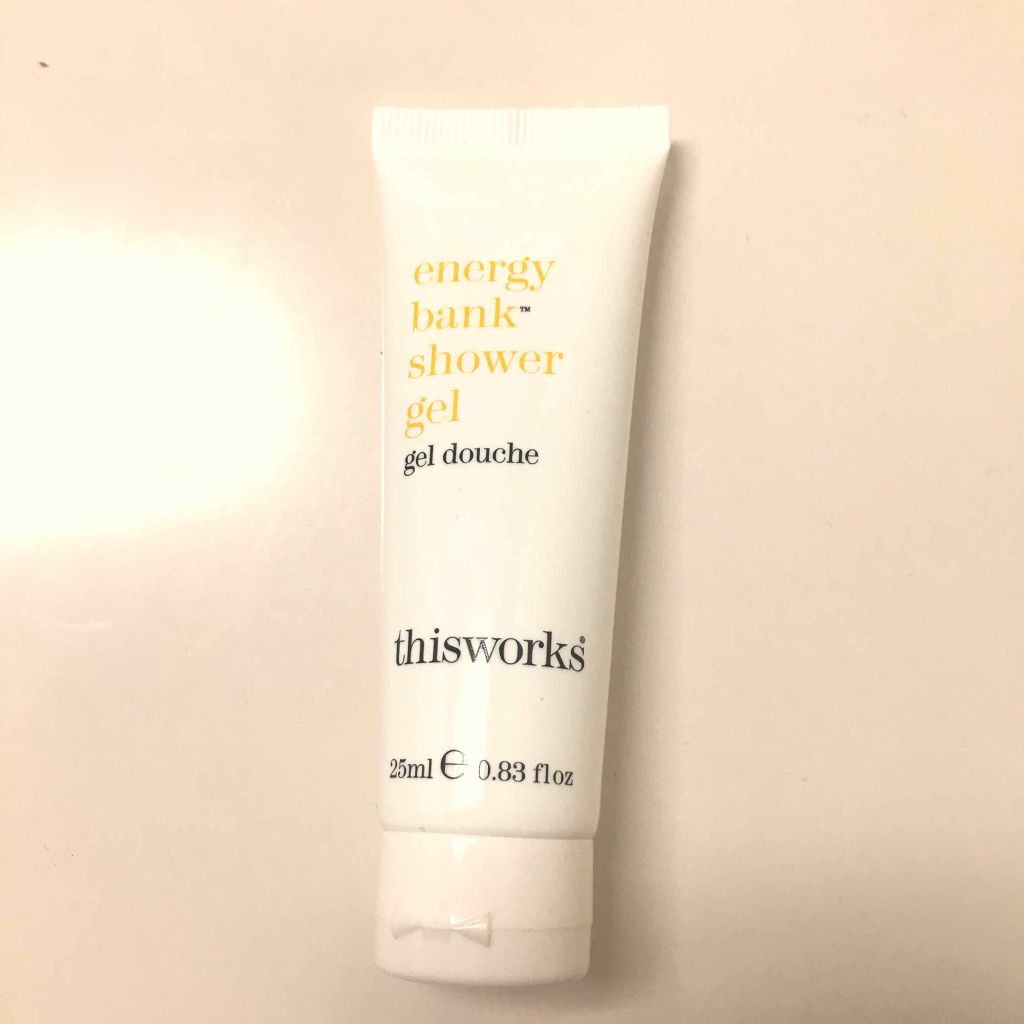 energy
bank™
shower
gel
gel douche
thisworks®
25ml ℮ 0.83 fl oz